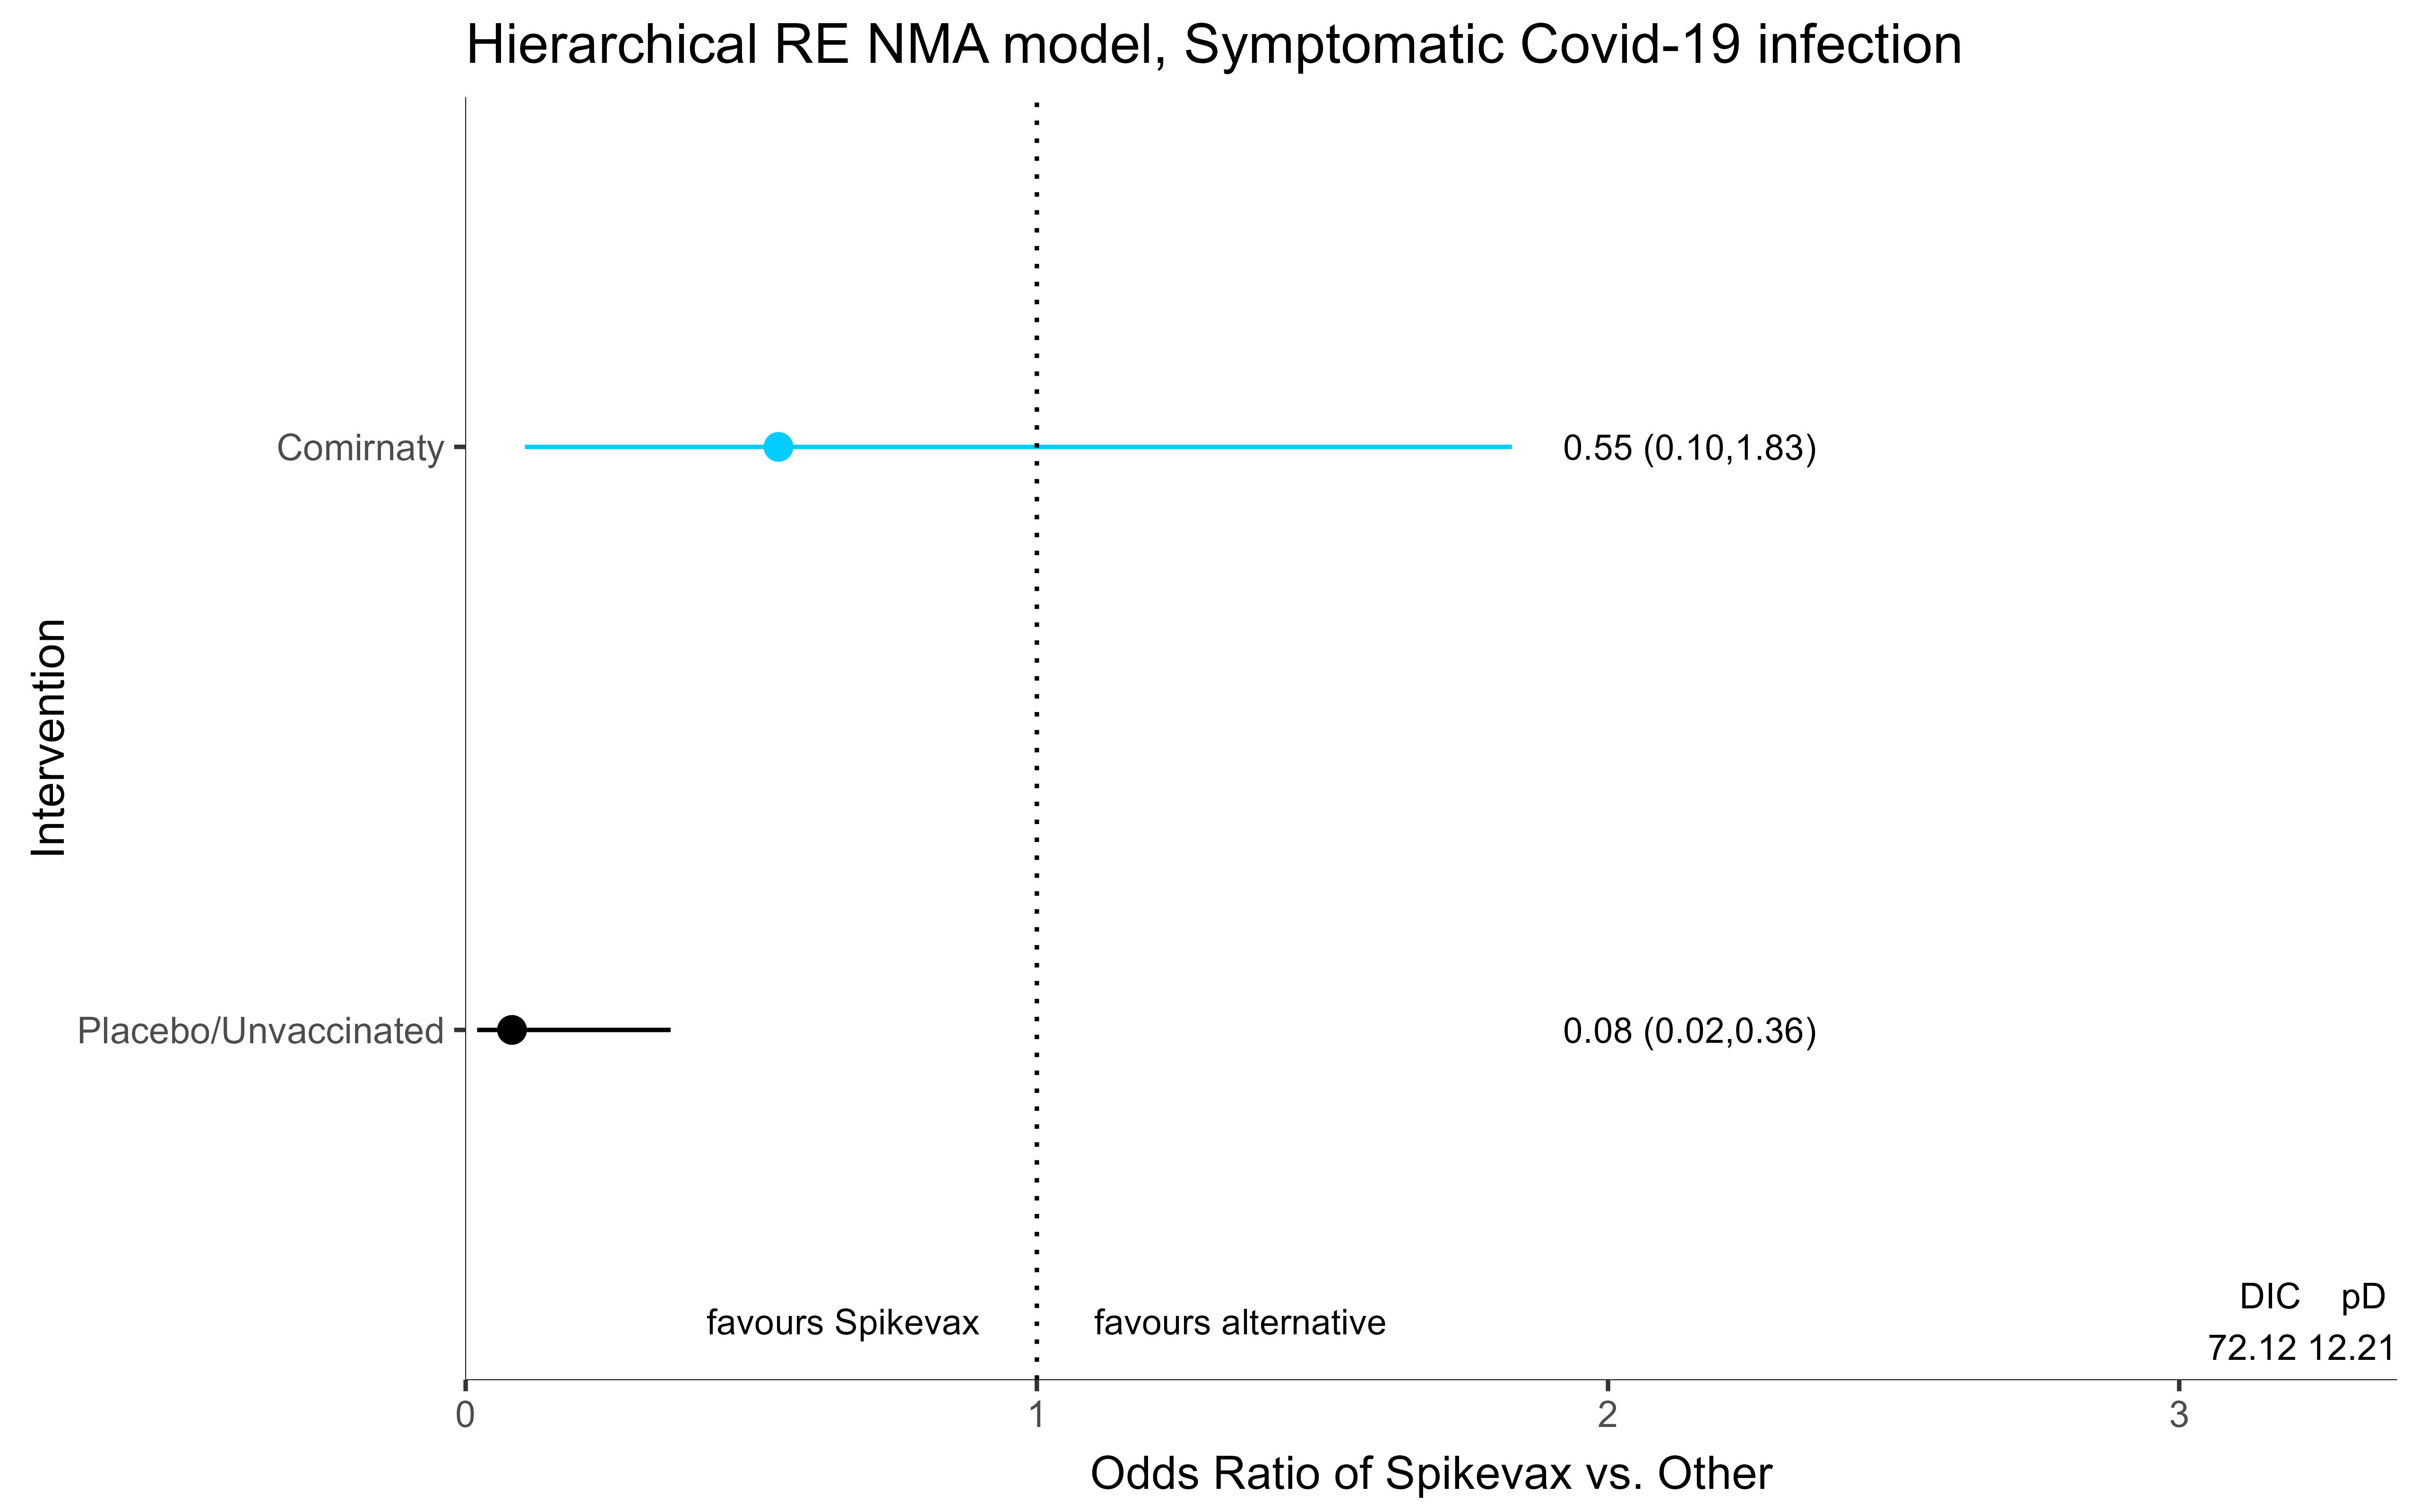 Hierarchical RE NMA model, Symptomatic Covid-19 infection
Intervention
Comirnaty
0.55 (0.10,1.83)
Placebo/Unvaccinated
0.08 (0.02,0.36)
favours Spikevax
favours alternative
DIC pD
72.12 12.21
0 1 2 3
Odds Ratio of Spikevax vs. Other